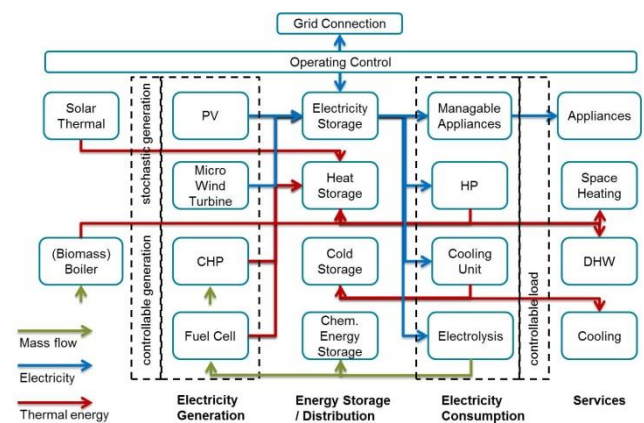 Grid Connection
Operating Control
Solar
Thermal
stochastic generation
PV
Electricity
Storage
Managable
Appliances
Appliances
Micro
Wind
Turbine
Heat
Storage
HP
Space
Heating
(Biomass)
Boiler
controllable generation
CHP
Cold
Storage
Cooling
Unit
controllable load
DHW
Fuel Cell
Chem.
Energy
Storage
Electrolysis
Cooling
Mass flow
Electricity
Thermal energy
Electricity
Generation
Energy Storage
/ Distribution
Electricity
Consumption
Services